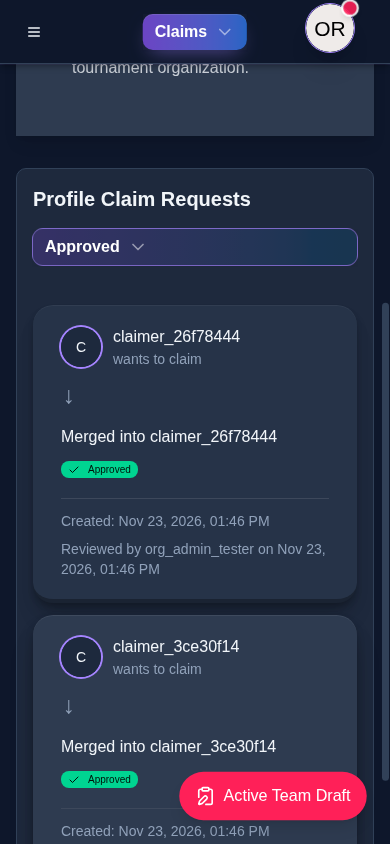 Claims
OR
tournament organization.
Profile Claim Requests
Approved
C
claimer_26f78444
wants to claim
↓
Merged into claimer_26f78444
Approved
Created: Nov 23, 2026, 01:46 PM
Reviewed by org_admin_tester on Nov 23,
2026, 01:46 PM
C
claimer_3ce30f14
wants to claim
↓
Merged into claimer_3ce30f14
Approved
Active Team Draft
Created: Nov 23, 2026, 01:46 PM